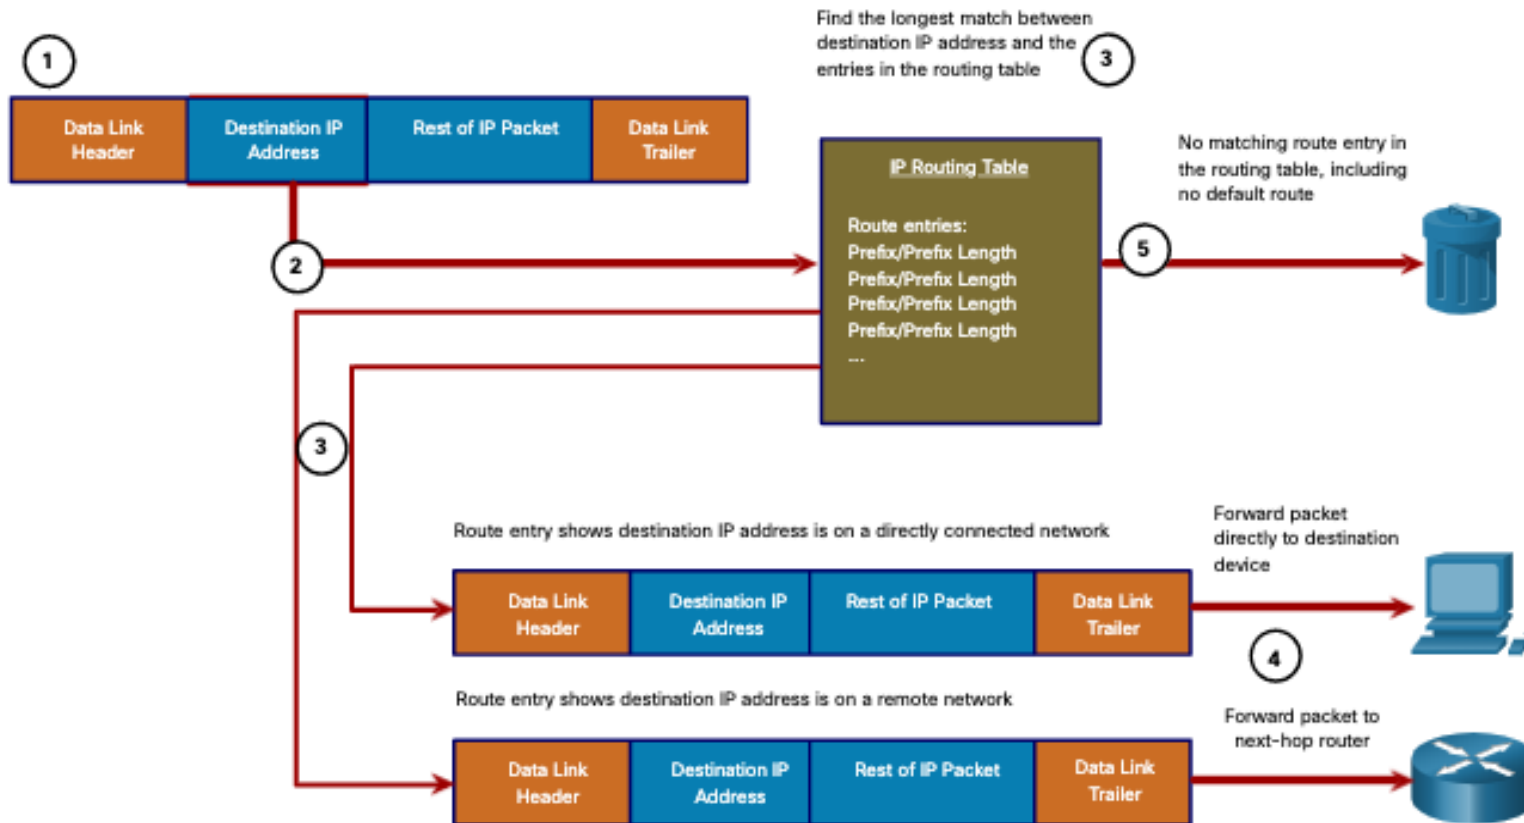 Find the longest match between
destination IP address and the
entries in the routing table
3
1
Data Link
Header
Destination IP
Address
Rest of IP Packet
Data Link
Trailer
IP Routing Table
Route entries:
Prefix/Prefix Length
Prefix/Prefix Length
Prefix/Prefix Length
Prefix/Prefix Length
...
No matching route entry in
the routing table, including
no default route
2
5
3
Route entry shows destination IP address is on a directly connected network
Data Link
Header
Destination IP
Address
Rest of IP Packet
Data Link
Trailer
Forward packet
directly to destination
device
4
Route entry shows destination IP address is on a remote network
Data Link
Header
Destination IP
Address
Rest of IP Packet
Data Link
Trailer
Forward packet to
next-hop router